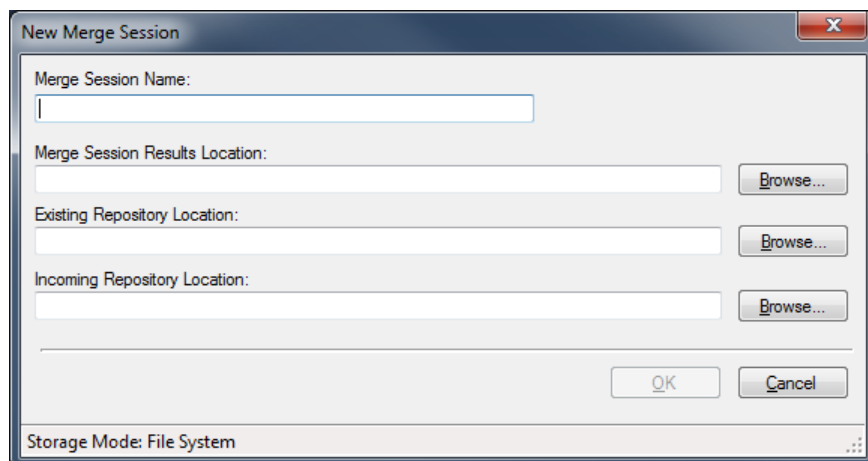 New Merge Session
Merge Session Name:
Merge Session Results Location:
Browse...
Existing Repository Location:
Browse...
Incoming Repository Location:
Browse...
OK
Cancel
Storage Mode: File System